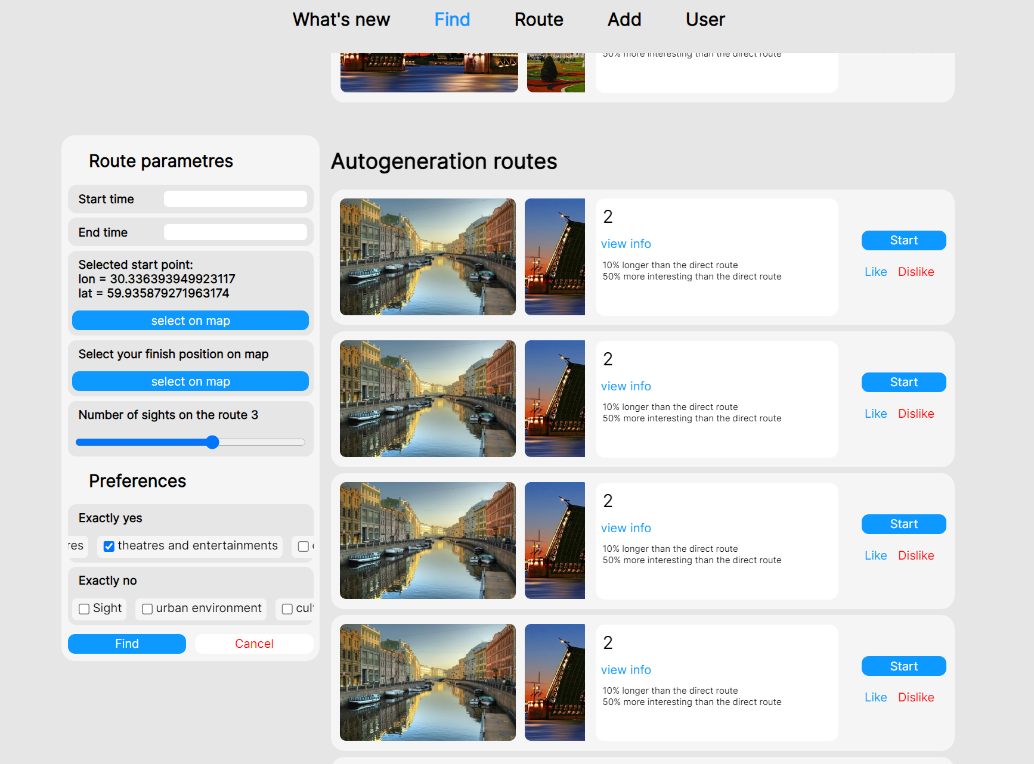 What's new Find Route Add User
50% more interesting than the direct route
Route parametres
Start time
End time
Selected start point:
lon = 30.336393949923117
lat = 59.935879271963174
select on map
Select your finish position on map
select on map
Number of sights on the route 3
Preferences
Exactly yes
res theatres and entertainments
Exactly no
Sight urban environment cul
Find Cancel
Autogeneration routes
2
view info
10% longer than the direct route
50% more interesting than the direct route
Start
Like Dislike
2
view info
10% longer than the direct route
50% more interesting than the direct route
Start
Like Dislike
2
view info
10% longer than the direct route
50% more interesting than the direct route
Start
Like Dislike
2
view info
10% longer than the direct route
50% more interesting than the direct route
Start
Like Dislike